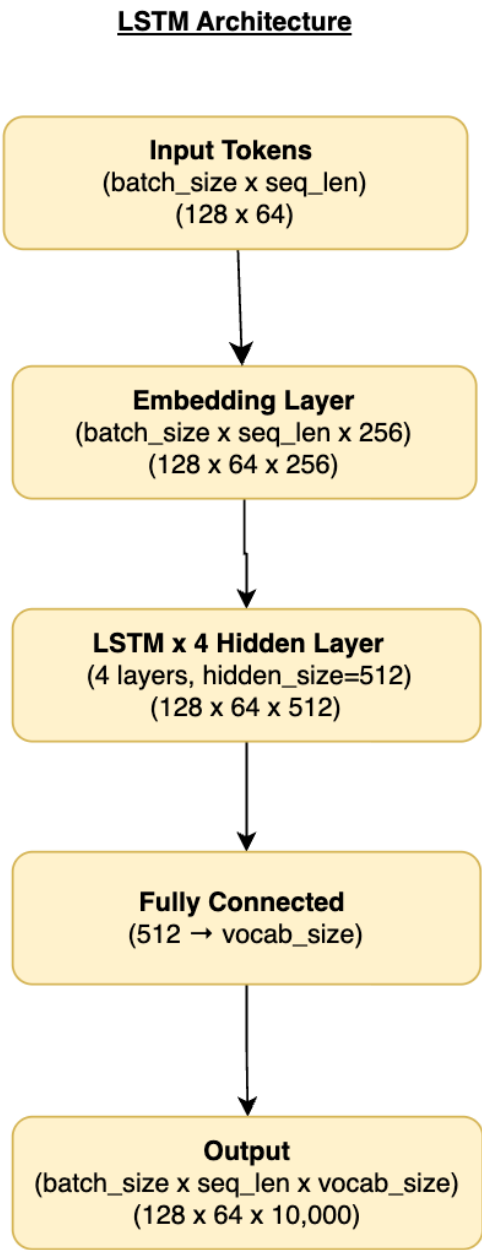 LSTM Architecture
Input Tokens
(batch_size x seq_len)
(128 x 64)
Embedding Layer
(batch_size x seq_len x 256)
(128 x 64 x 256)
LSTM x 4 Hidden Layer
(4 layers, hidden_size=512)
(128 x 64 x 512)
Fully Connected
(512 → vocab_size)
Output
(batch_size x seq_len x vocab_size)
(128 x 64 x 10,000)